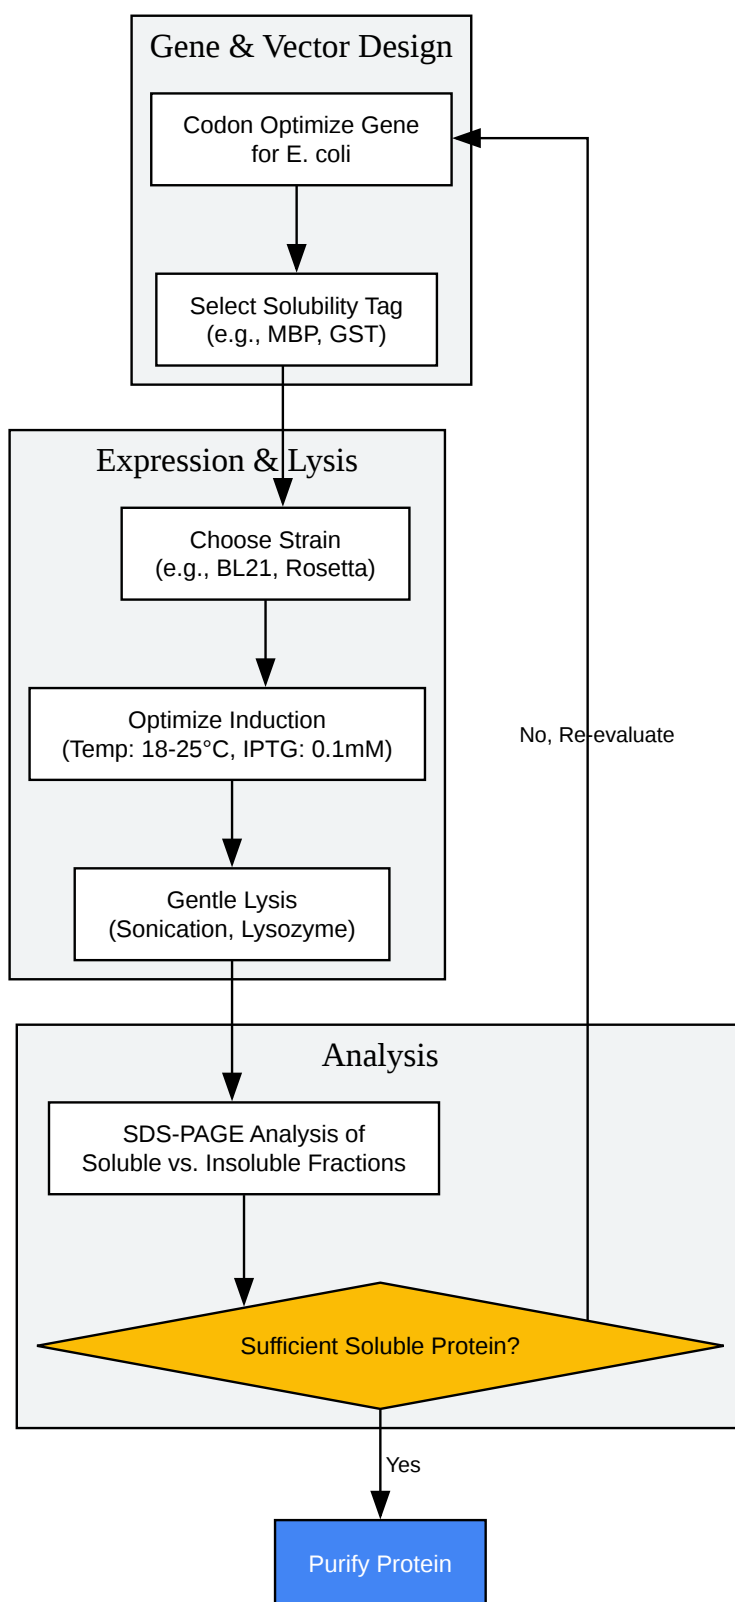 Gene & Vector Design
Codon Optimize Gene
for E. coli
Select Solubility Tag
(e.g., MBP, GST)
Expression & Lysis
Choose Strain
(e.g., BL21, Rosetta)
Optimize Induction
(Temp: 18-25°C, IPTG: 0.1mM)
No, Re-evaluate
Gentle Lysis
(Sonication, Lysozyme)
Analysis
SDS-PAGE Analysis of
Soluble vs. Insoluble Fractions
Sufficient Soluble Protein?
Yes
Purify Protein